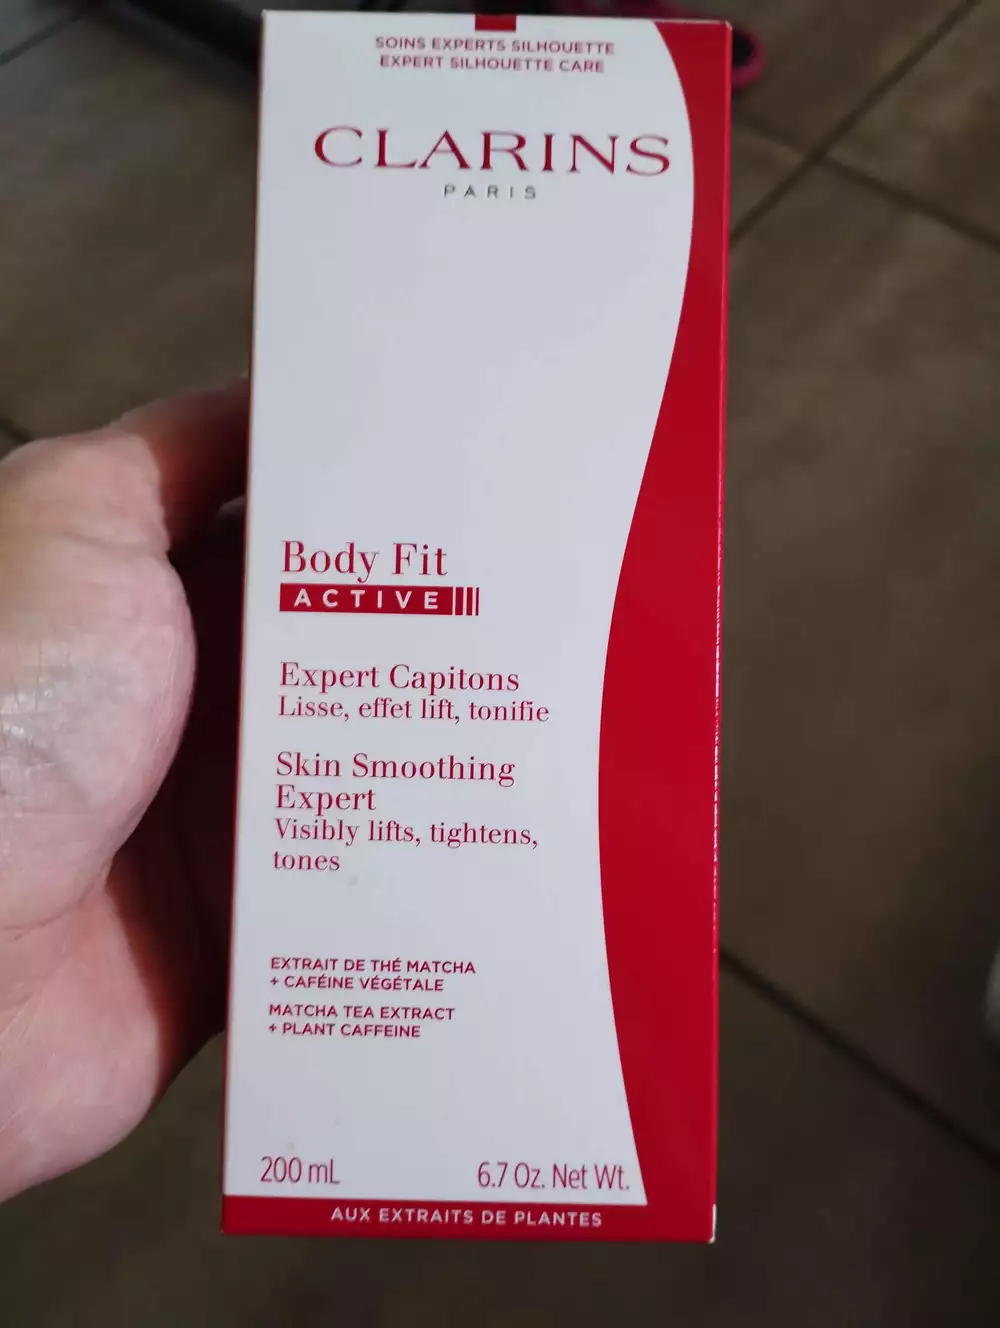 SOINS EXPERTS SILHOUETTE
EXPERT SILHOUETTE CARE
CLARINS
PARIS
Body Fit
ACTIVE
Expert Capitons
Lisse, effet lift, tonifie
Skin Smoothing
Expert
Visibly lifts, tightens,
tones
EXTRAIT DE THÉ MATCHA
+ CAFÉINE VÉGÉTALE
MATCHA TEA EXTRACT
+ PLANT CAFFEINE
200 mL 6.7 Oz. Net Wt.
AUX EXTRAITS DE PLANTES